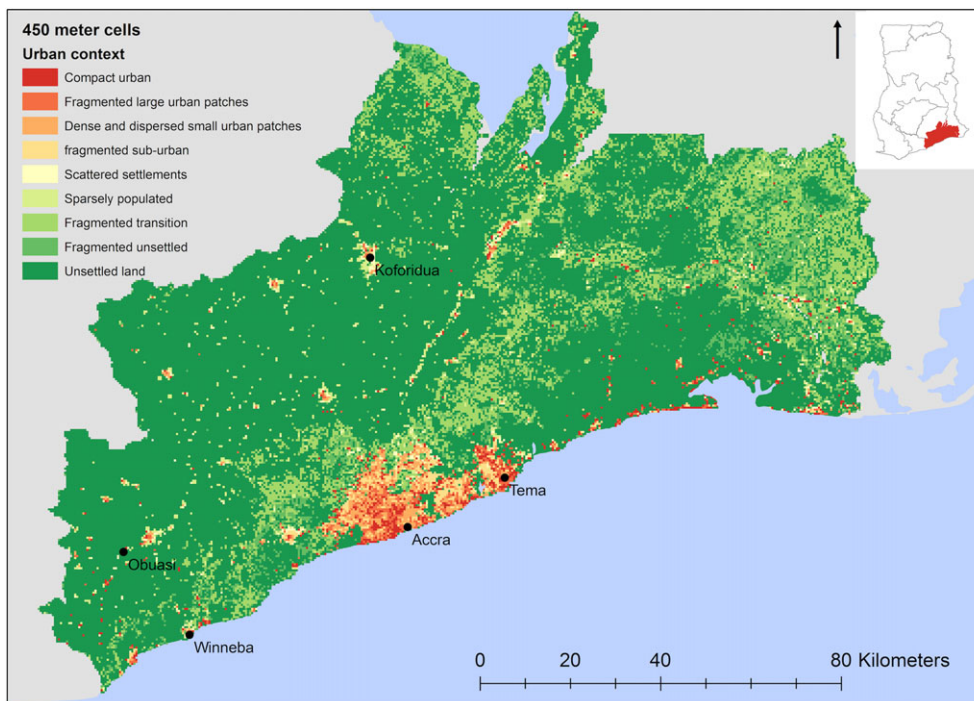 450 meter cells
Urban context
Compact urban
Fragmented large urban patches
Dense and dispersed small urban patches
fragmented sub-urban
Scattered settlements
Sparsely populated
Fragmented transition
Fragmented unsettled
Unsettled land
Koforidua
Tema
Accra
Obuasi
Winneba
0 20 40 80 Kilometers